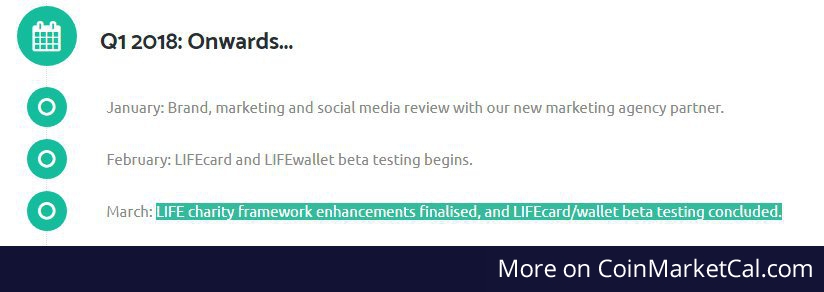 Q1 2018: Onwards...
January: Brand, marketing and social media review with our new marketing agency partner.
February: LIFEcard and LIFEwallet beta testing begins.
March: LIFE charity framework enhancements finalised, and LIFEcard/wallet beta testing concluded.
More on CoinMarketCal.com